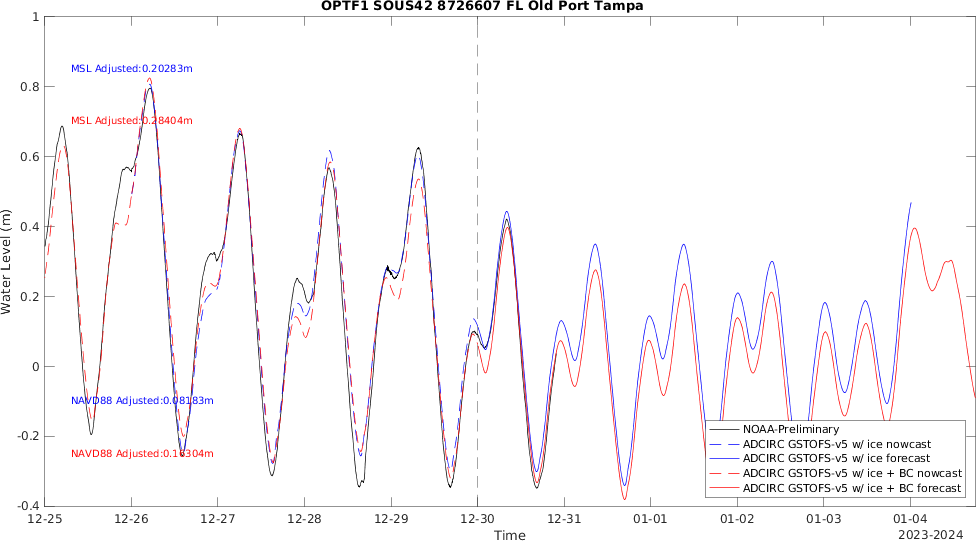 OPTF1 SOUS42 8726607 FL Old Port Tampa
1
0.8
0.6
0.4
0.2
0
-0.2
-0.4
Water Level (m)
MSL Adjusted:0.20283m
MSL Adjusted:0.28404m
NAVD88 Adjusted:0.08183m
NAVD88 Adjusted:0.16304m
NOAA-Preliminary
ADCIRC GSTOFS-v5 w/ ice nowcast
ADCIRC GSTOFS-v5 w/ ice forecast
ADCIRC GSTOFS-v5 w/ ice + BC nowcast
ADCIRC GSTOFS-v5 w/ ice + BC forecast
12-25 12-26 12-27 12-28 12-29 12-30 12-31 01-01 01-02 01-03 01-04
Time
2023-2024